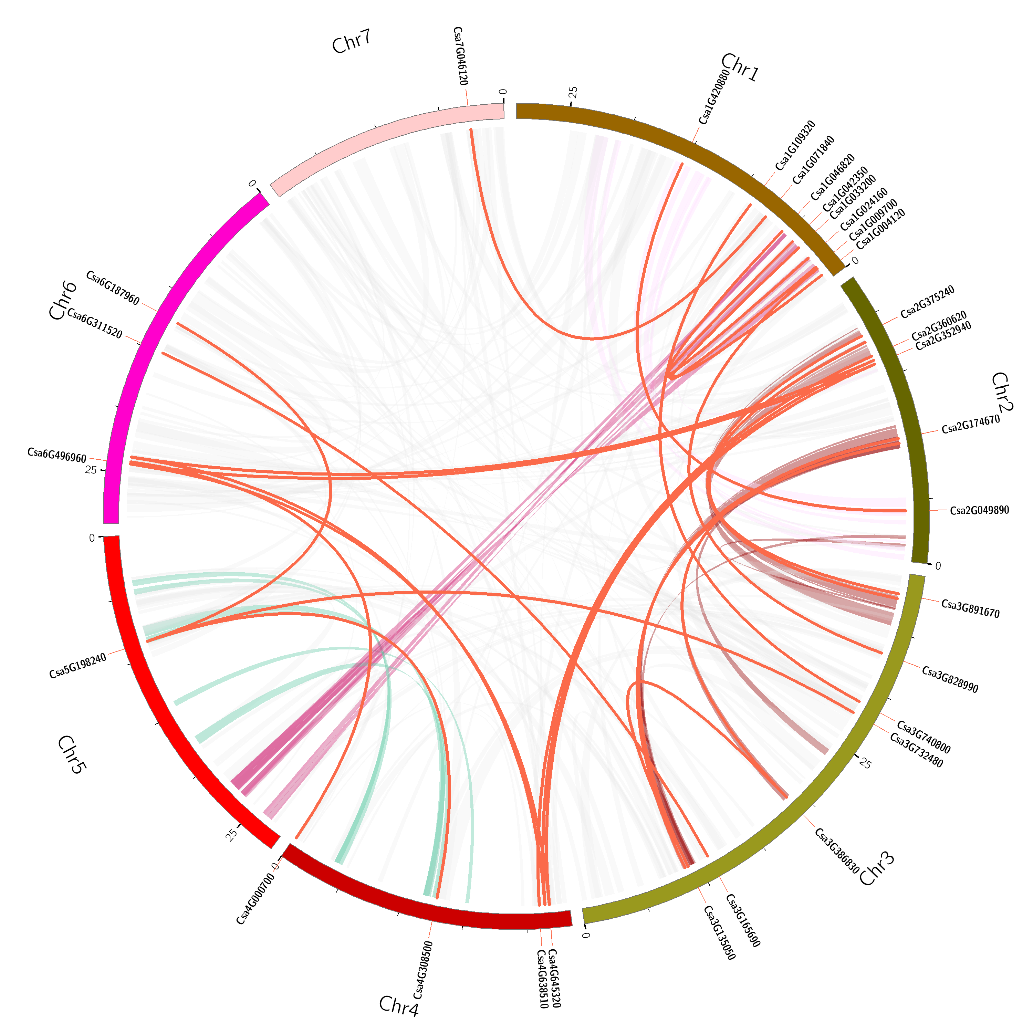 Chr1
Csa1G420880
Csa1G109320
Csa1G071840
Csa1G046820
Csa1G042350
Csa1G033200
Csa1G024160
Csa1G009700
Csa1G004120
25
0
Chr2
Csa2G375240
Csa2G360620
Csa2G352940
Csa2G174670
Csa2G049890
0
Chr3
Csa3G891670
Csa3G828990
Csa3G740800
Csa3G732480
25
Csa3G386830
Csa3G165690
Csa3G135050
0
Chr4
Csa4G645320
Csa4G638510
Csa4G308500
Csa4G000700
0
Chr5
25
Csa5G198240
0
Chr6
25
Csa6G496960
Csa6G311520
Csa6G187960
0
Chr7
Csa7G046120
0